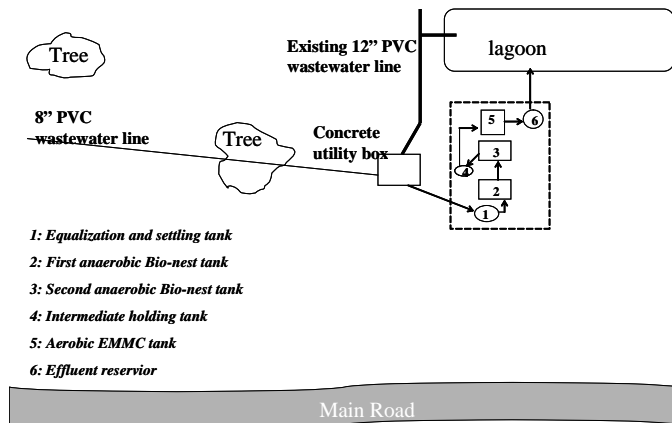 Tree
Existing 12” PVC
wastewater line
lagoon
8” PVC
wastewater line
Tree
Concrete
utility box
5
6
3
4
2
1
1: Equalization and settling tank
2: First anaerobic Bio-nest tank
3: Second anaerobic Bio-nest tank
4: Intermediate holding tank
5: Aerobic EMMC tank
6: Effluent reservior
Main Road